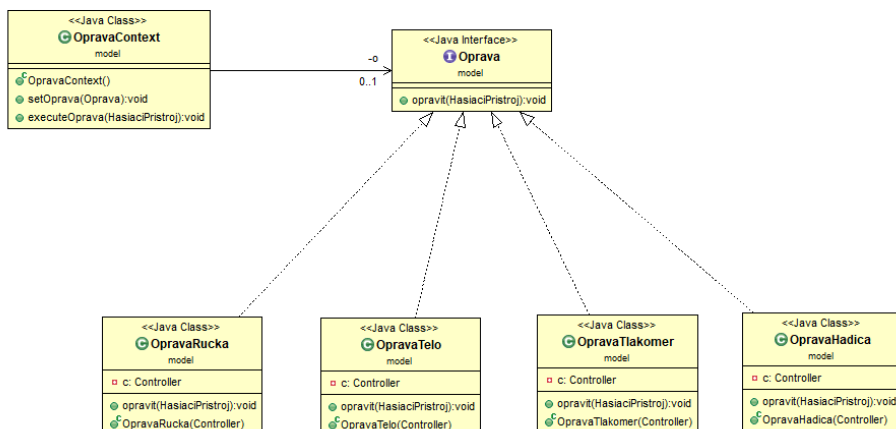 <<Java Class>>
OpravaContext
model
OpravaContext()
setOprava(Oprava):void
executeOprava(HasiaciPristroj):void
-o
0..1
<<Java Interface>>
Oprava
model
opravit(HasiaciPristroj):void
<<Java Class>>
OpravaRucka
model
c: Controller
opravit(HasiaciPristroj):void
OpravaRucka(Controller)
<<Java Class>>
OpravaTelo
model
c: Controller
opravit(HasiaciPristroj):void
OpravaTelo(Controller)
<<Java Class>>
OpravaTlakomer
model
c: Controller
opravit(HasiaciPristroj):void
OpravaTlakomer(Controller)
<<Java Class>>
OpravaHadica
model
c: Controller
opravit(HasiaciPristroj):void
OpravaHadica(Controller)